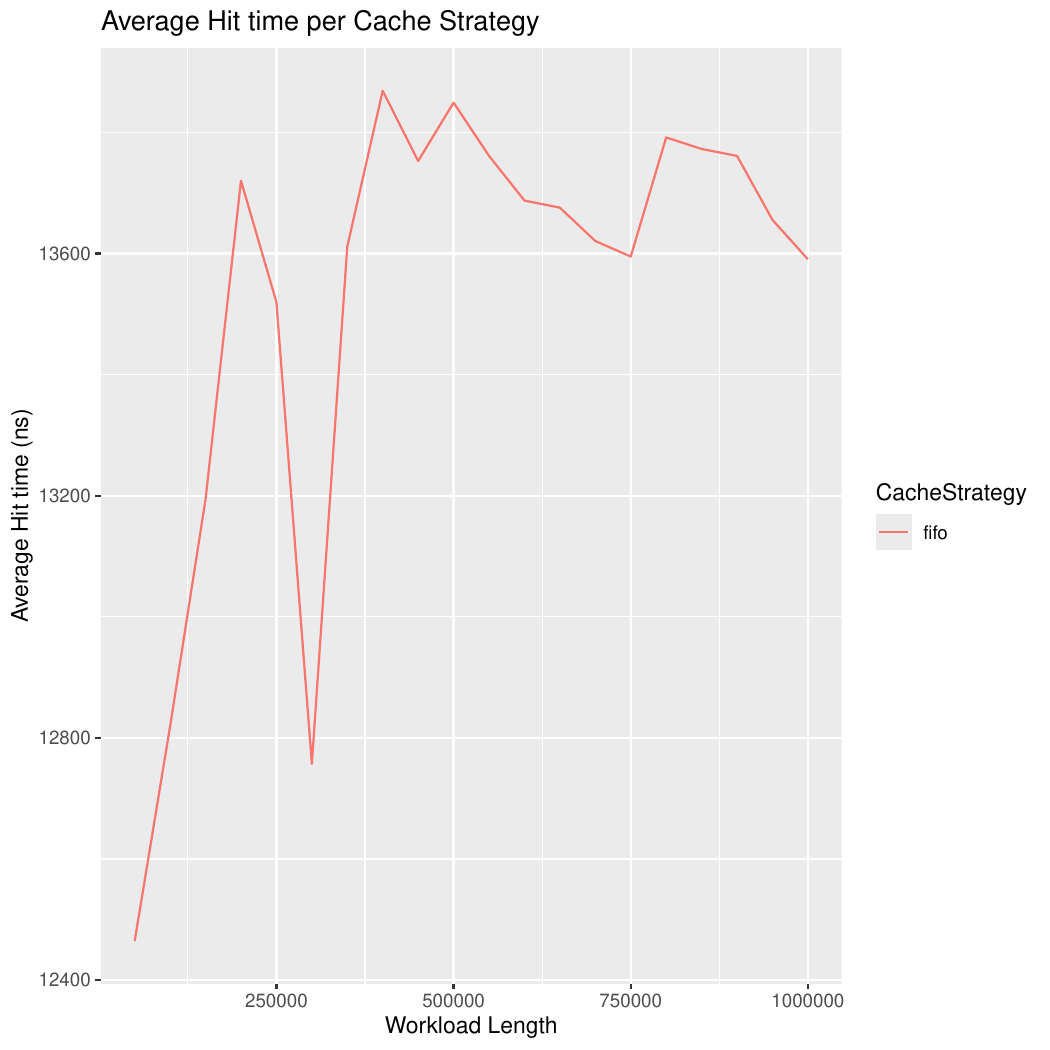 Average Hit time per Cache Strategy
Average Hit time (ns)
13600
13200
12800
12400
250000
500000
750000
1000000
Workload Length
CacheStrategy
fifo